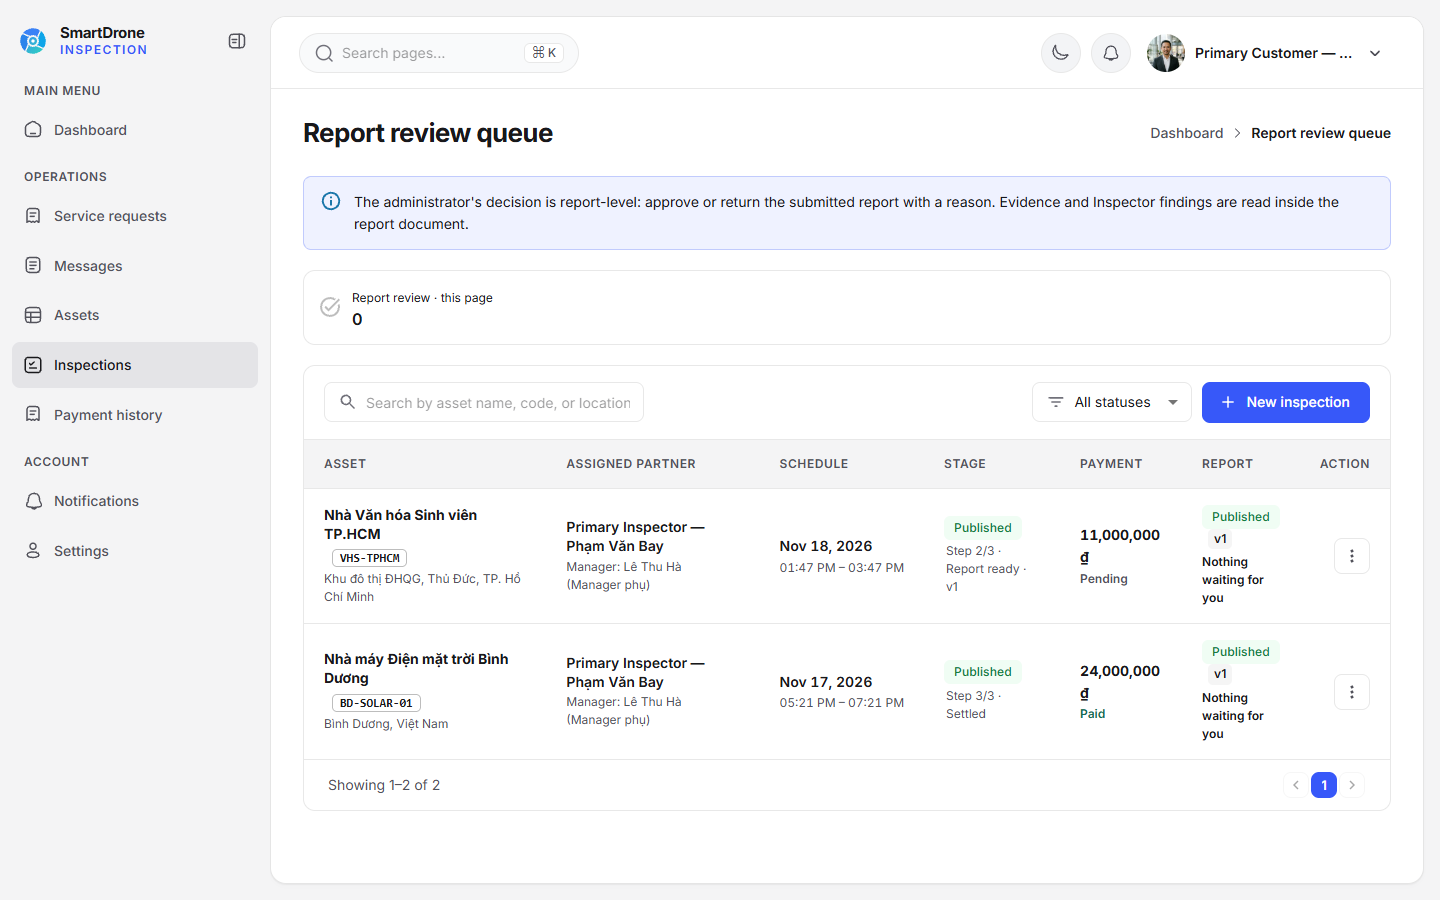 SmartDrone
INSPECTION
MAIN MENU
Dashboard
OPERATIONS
Service requests
Messages
Assets
Inspections
Payment history
ACCOUNT
Notifications
Settings
Search pages...
⌘ K
Primary Customer — ...
Report review queue
Dashboard > Report review queue
The administrator's decision is report-level: approve or return the submitted report with a reason. Evidence and Inspector findings are read inside the
report document.
Report review · this page
0
Search by asset name, code, or location
All statuses
New inspection
ASSET
ASSIGNED PARTNER
SCHEDULE
STAGE
PAYMENT
REPORT
ACTION
Nhà Văn hóa Sinh viên
TP.HCM
VHS-TPHCM
Khu đô thị ĐHQG, Thủ Đức, TP. Hồ
Chí Minh
Primary Inspector —
Phạm Văn Bay
Manager: Lê Thu Hà
(Manager phụ)
Nov 18, 2026
01:47 PM – 03:47 PM
Published
Step 2/3 ·
Report ready ·
v1
11,000,000
₫
Pending
Published
v1
Nothing
waiting for
you
Nhà máy Điện mặt trời Bình
Dương
BD-SOLAR-01
Bình Dương, Việt Nam
Primary Inspector —
Phạm Văn Bay
Manager: Lê Thu Hà
(Manager phụ)
Nov 17, 2026
05:21 PM – 07:21 PM
Published
Step 3/3 ·
Settled
24,000,000
₫
Paid
Published
v1
Nothing
waiting for
you
Showing 1–2 of 2
1